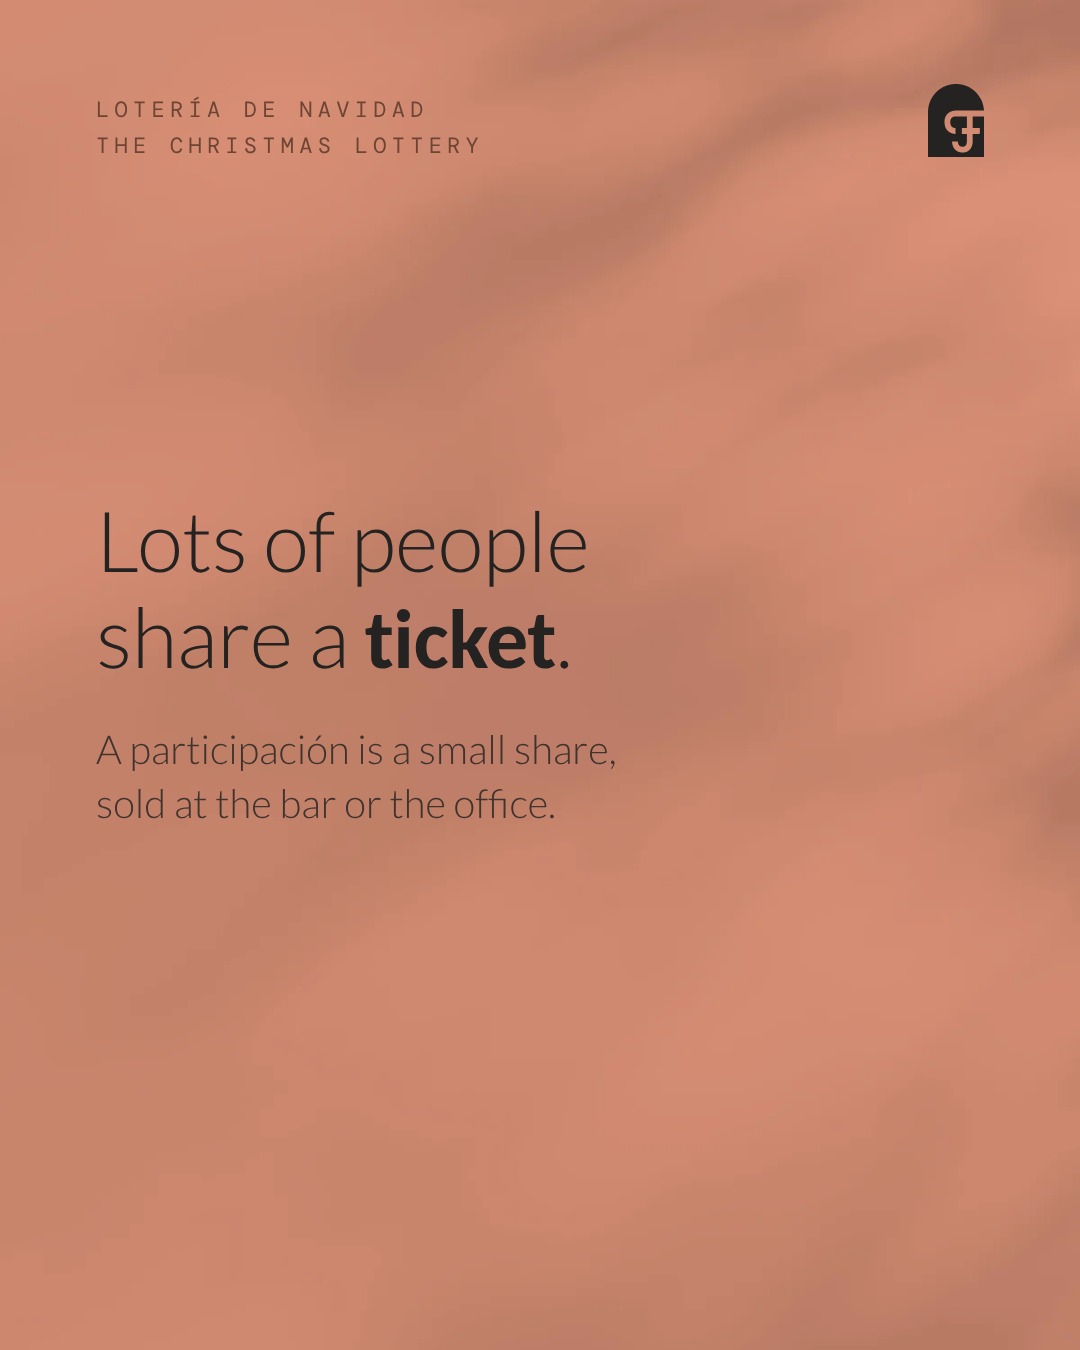 LOTERÍA DE NAVIDAD
THE CHRISTMAS LOTTERY
Lots of people
share a ticket.
A participación is a small share,
sold at the bar or the office.